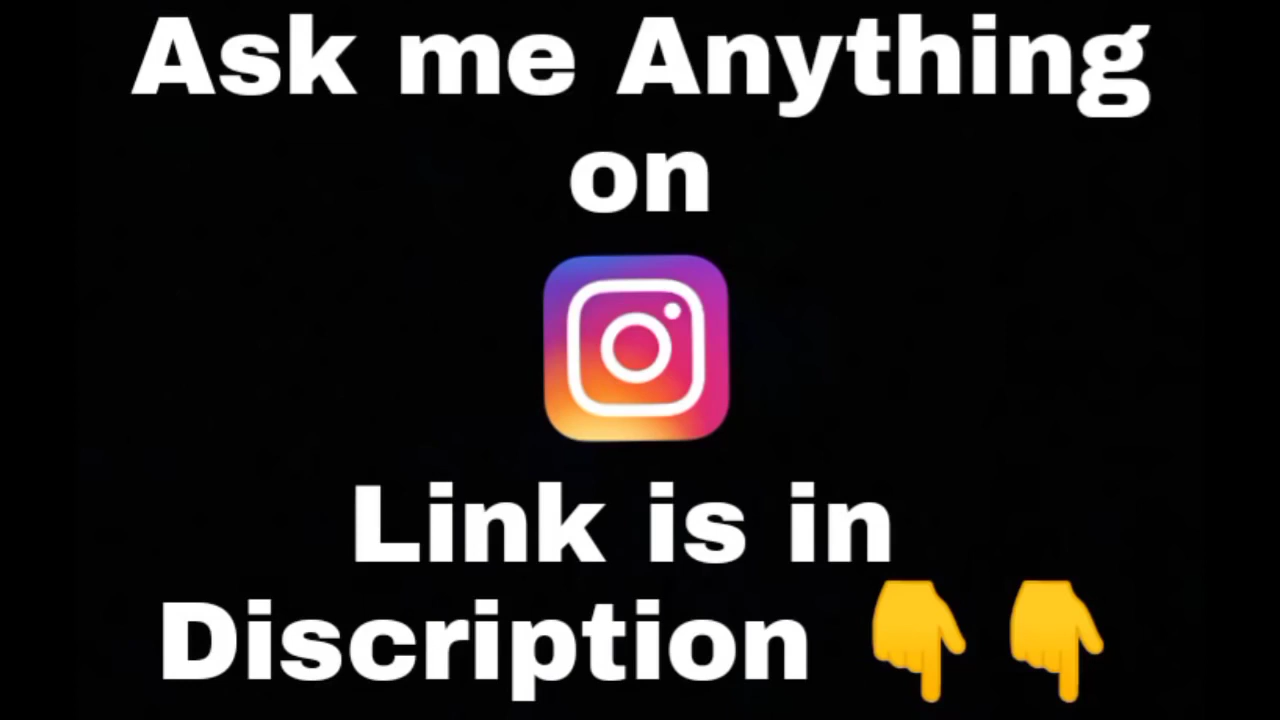 Ask me Anything
on
Link is in
Discription 👇👇